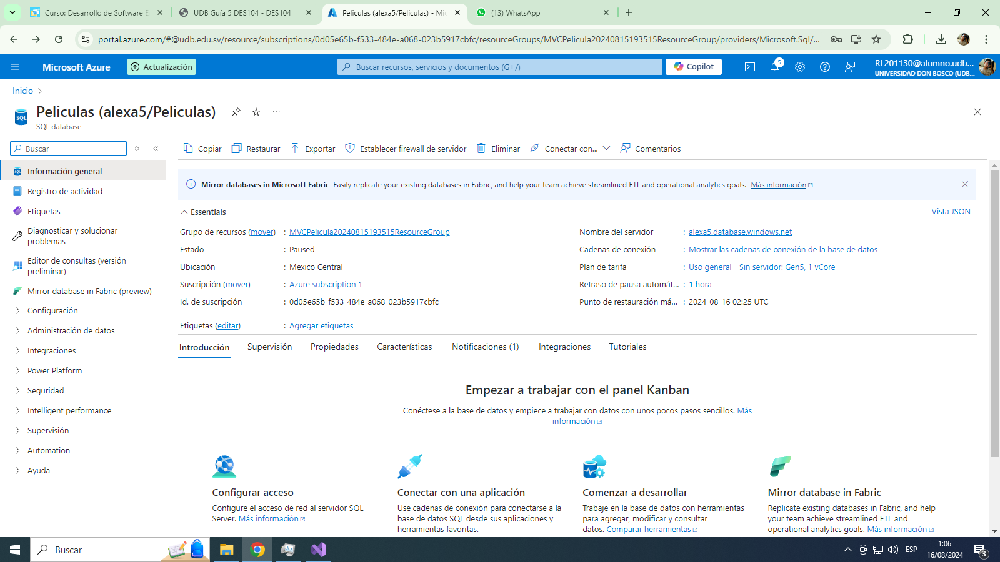 Curso: Desarrollo de Software E
UDB Guía 5 DES104 - DES104
Peliculas (alexa5/Peliculas) - Mic
(13) WhatsApp
portal.azure.com/#@udb.edu.sv/resource/subscriptions/0d05e65b-f533-484e-a068-023b5917cbfc/resourceGroups/MVCPelicula20240815193515ResourceGroup/providers/Microsoft.Sql/...
Microsoft Azure
Actualización
Buscar recursos, servicios y documentos (G+/)
Copilot
5
RL201130@alumno.udb...
UNIVERSIDAD DON BOSCO (UDB...
Inicio
Peliculas (alexa5/Peliculas)
SQL database
SQL
Buscar
Copiar
Restaurar
Exportar
Establecer firewall de servidor
Eliminar
Conectar con...
Comentarios
Información general
Registro de actividad
Etiquetas
Diagnosticar y solucionar
problemas
Editor de consultas (versión
preliminar)
Mirror database in Fabric (preview)
Configuración
Administración de datos
Integraciones
Power Platform
Seguridad
Intelligent performance
Supervisión
Automation
Ayuda
Mirror databases in Microsoft Fabric Easily replicate your existing databases in Fabric, and help your team achieve streamlined ETL and operational analytics goals. Más información
Essentials
Vista JSON
Grupo de recursos (mover) : MVCPelicula20240815193515ResourceGroup
Estado : Paused
Ubicación : Mexico Central
Suscripción (mover) : Azure subscription 1
Id. de suscripción : 0d05e65b-f533-484e-a068-023b5917cbfc
Nombre del servidor : alexa5.database.windows.net
Cadenas de conexión : Mostrar las cadenas de conexión de la base de datos
Plan de tarifa : Uso general - Sin servidor: Gen5, 1 vCore
Retraso de pausa automát... : 1 hora
Punto de restauración má... : 2024-08-16 02:25 UTC
Etiquetas (editar) : Agregar etiquetas
Introducción
Supervisión
Propiedades
Características
Notificaciones (1)
Integraciones
Tutoriales
Empezar a trabajar con el panel Kanban
Conéctese a la base de datos y empiece a trabajar con datos con unos pocos pasos sencillos. Más
información
Configurar acceso
Configure el acceso de red al servidor SQL
Server. Más información
Conectar con una aplicación
Use cadenas de conexión para conectarse a la
base de datos SQL desde sus aplicaciones y
herramientas favoritas.
Comenzar a desarrollar
Trabaje en la base de datos con herramientas
para agregar, modificar y consultar
datos. Comparar herramientas
Mirror database in Fabric
Replicate existing databases in Fabric, and help
your team achieve streamlined ETL and
operational analytics goals. Más información
Buscar
ESP
1:06
16/08/2024
3